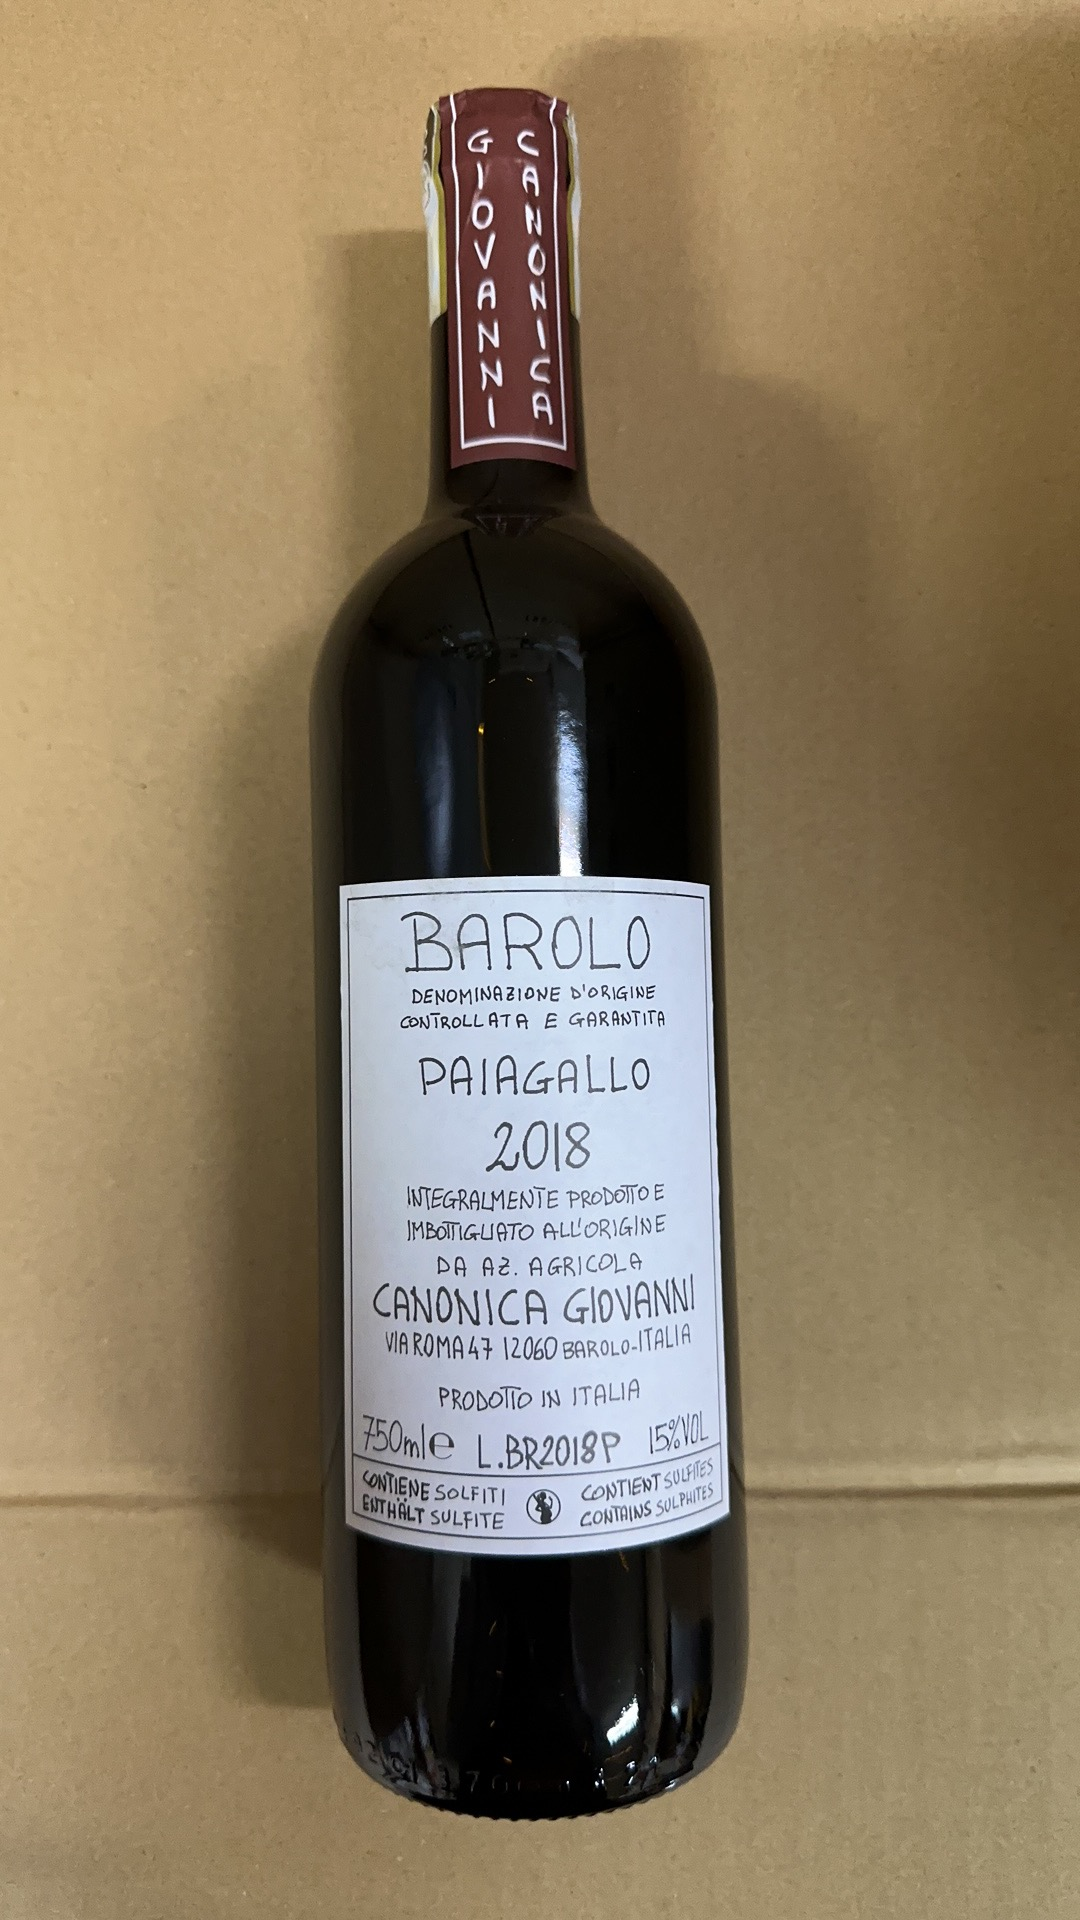 GIOVANNI
CANONICA
BAROLO
DENOMINAZIONE D'ORIGINE
CONTROLLATA E GARANTITA
PAIAGALLO
2018
INTEGRALMENTE PRODOTTO E
IMBOTTIGLIATO ALL'ORIGINE
DA AZ. AGRICOLA
CANONICA GIOVANNI
VIA ROMA 47 12060 BAROLO-ITALIA
PRODOTTO IN ITALIA
750ml e L.BR2018P 15%VOL
CONTIENE SOLFITI CONTIENT SULFITES
ENTHÄLT SULFITE CONTAINS SULPHITES